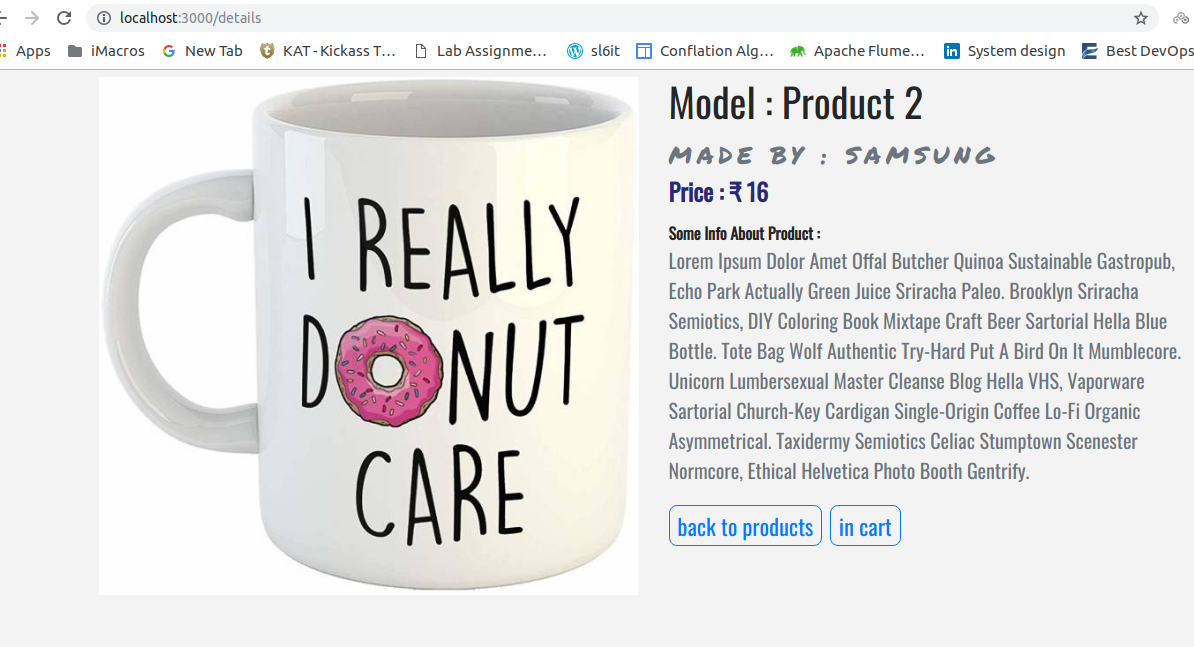 localhost:3000/details
Apps iMacros New Tab KAT - Kickass T... Lab Assignme... sl6it Conflation Alg... Apache Flume... System design Best DevOps
I REALLY
DONUT
CARE
Model : Product 2
MADE BY : SAMSUNG
Price : ₹ 16
Some Info About Product :
Lorem Ipsum Dolor Amet Offal Butcher Quinoa Sustainable Gastropub,
Echo Park Actually Green Juice Sriracha Paleo. Brooklyn Sriracha
Semiotics, DIY Coloring Book Mixtape Craft Beer Sartorial Hella Blue
Bottle. Tote Bag Wolf Authentic Try-Hard Put A Bird On It Mumblecore.
Unicorn Lumbersexual Master Cleanse Blog Hella VHS, Vaporware
Sartorial Church-Key Cardigan Single-Origin Coffee Lo-Fi Organic
Asymmetrical. Taxidermy Semiotics Celiac Stumptown Scenester
Normcore, Ethical Helvetica Photo Booth Gentrify.
back to products in cart